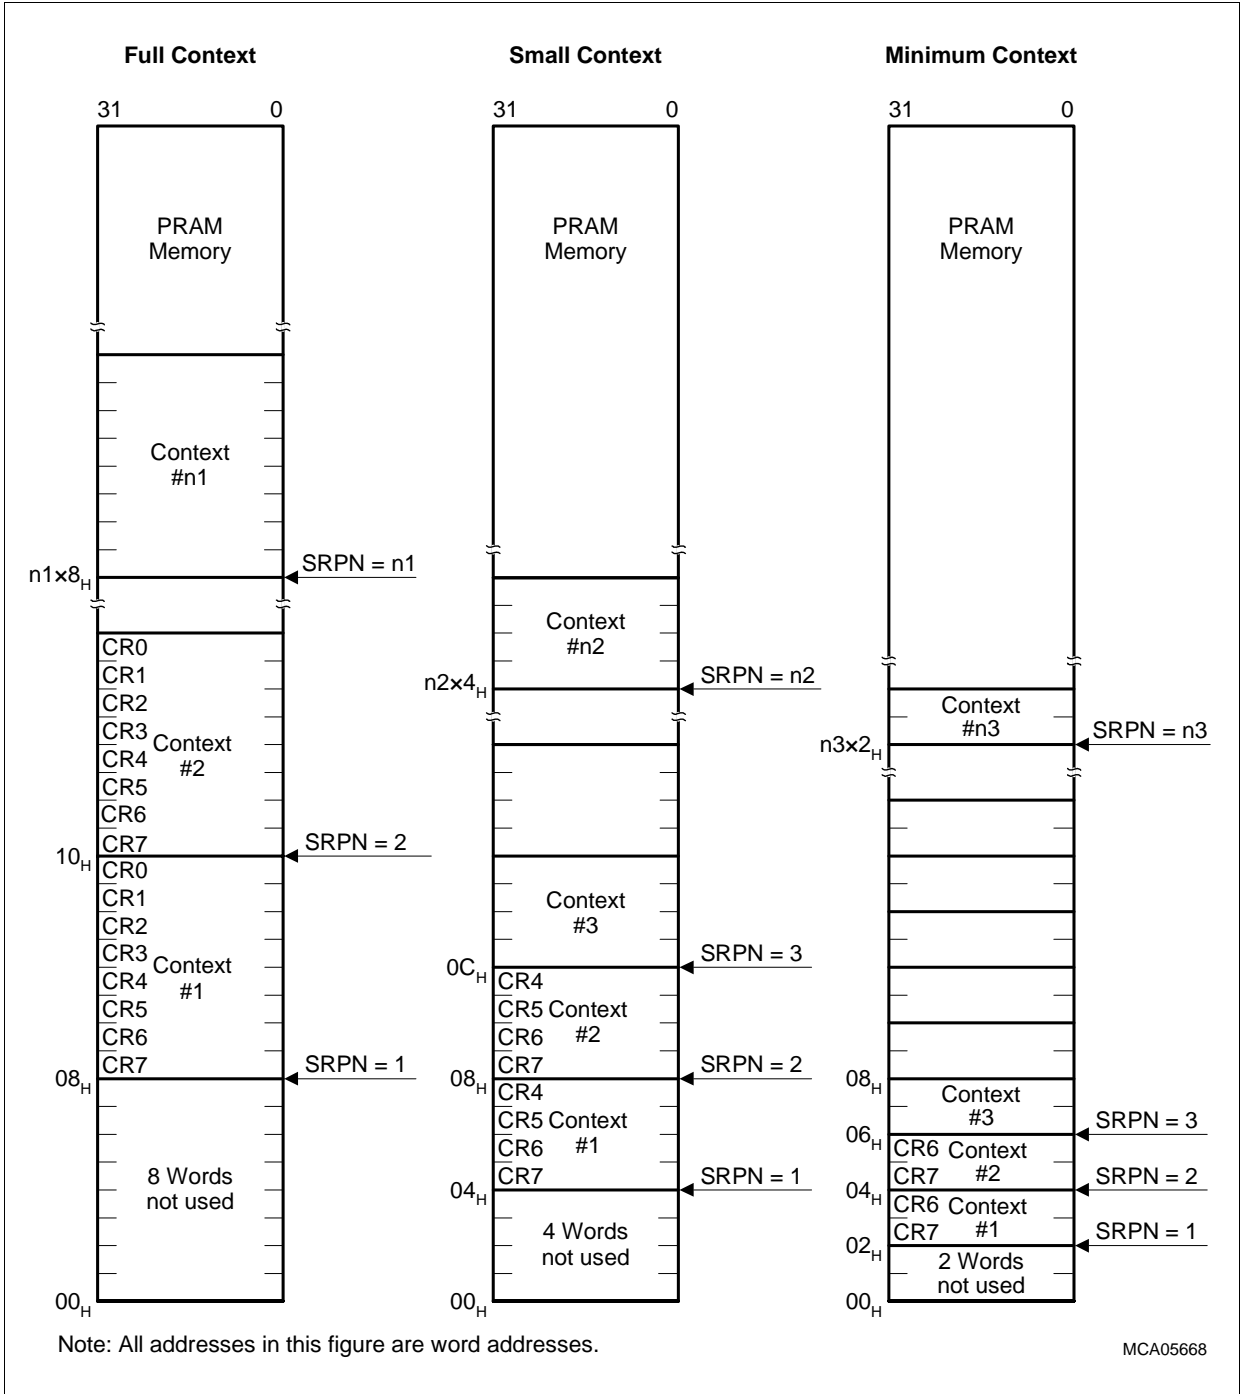 Full Context
31 0
PRAM
Memory
Context
#n1
n1×8H
SRPN = n1
CR0
CR1
CR2
CR3
CR4
CR5
CR6
CR7
Context
#2
10H
SRPN = 2
CR0
CR1
CR2
CR3
CR4
CR5
CR6
CR7
Context
#1
08H
SRPN = 1
8 Words
not used
00H
Small Context
31 0
PRAM
Memory
Context
#n2
n2×4H
SRPN = n2
Context
#3
0CH
SRPN = 3
CR4
CR5
CR6
CR7
Context
#2
08H
SRPN = 2
CR4
CR5
CR6
CR7
Context
#1
04H
SRPN = 1
4 Words
not used
00H
Minimum Context
31 0
PRAM
Memory
Context
#n3
n3×2H
SRPN = n3
08H
Context
#3
06H
SRPN = 3
CR6
CR7
Context
#2
04H
SRPN = 2
CR6
CR7
Context
#1
02H
SRPN = 1
2 Words
not used
00H
Note: All addresses in this figure are word addresses.
MCA05668